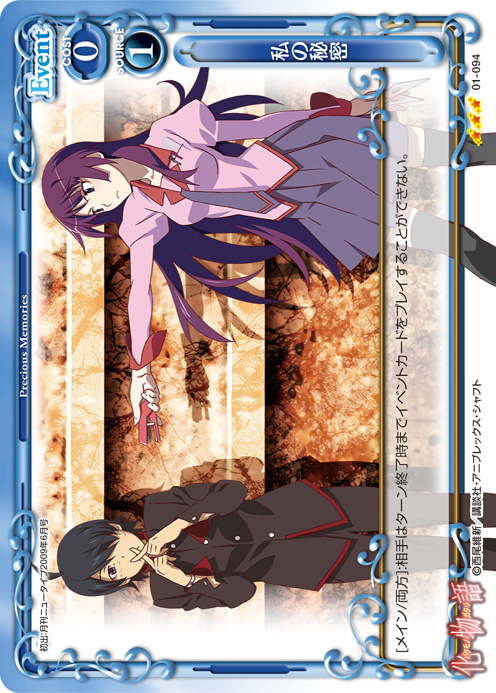 Event
COST
0
SOURCE
1
Precious Memories
私の秘密
初出:月刊ニュータイプ2009年6月号
[メイン/両方]:相手はターン終了時までイベントカードをプレイすることができない。
化物語
©西尾維新/講談社・アニプレックス・シャフト
01-094